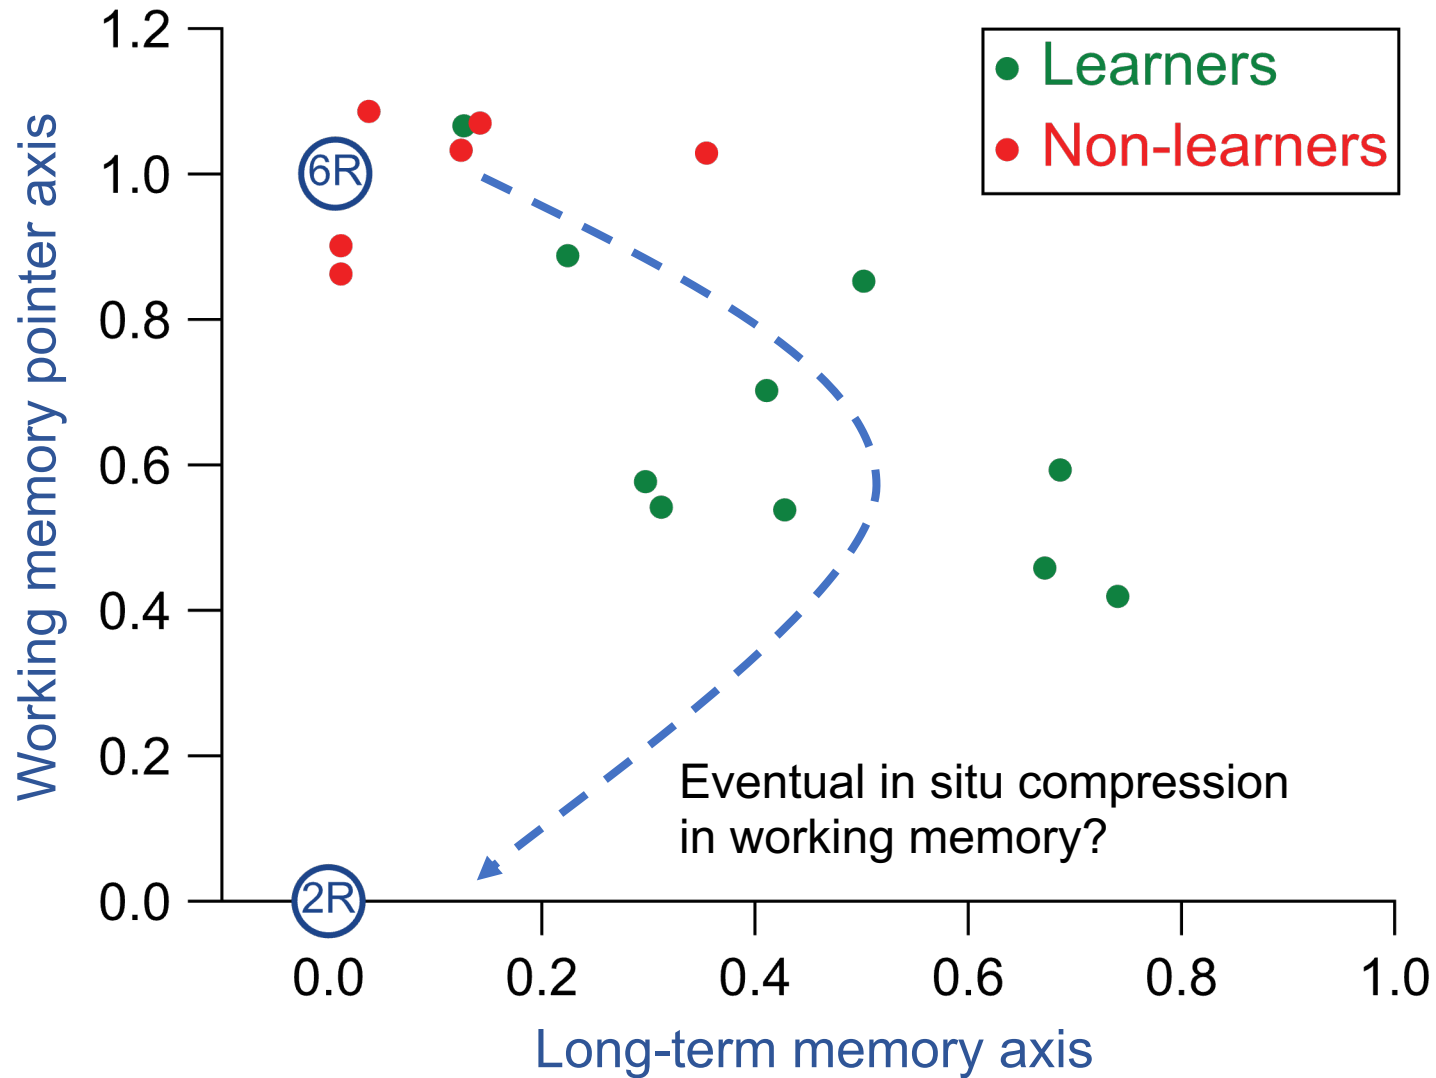 1.2
1.0
0.8
0.6
0.4
0.2
0.0
Working memory pointer axis
Learners
Non-learners
6R
2R
Eventual in situ compression
in working memory?
0.0 0.2 0.4 0.6 0.8 1.0
Long-term memory axis